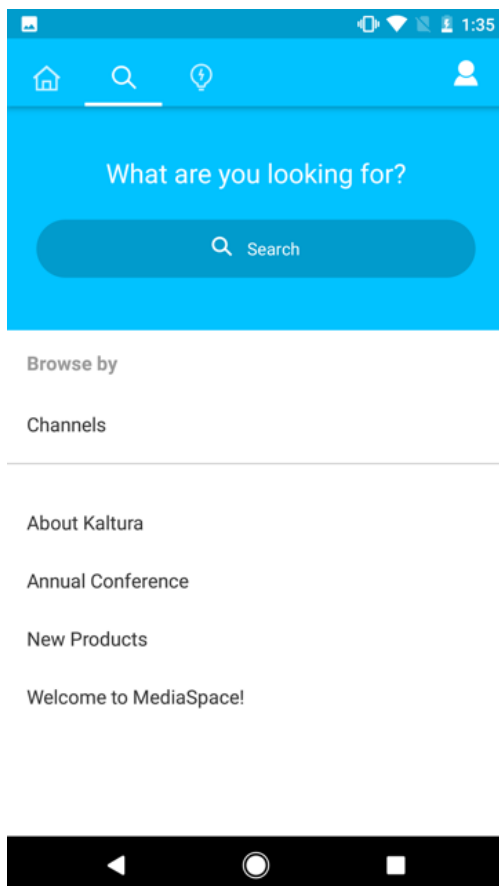 1:35
What are you looking for?
Search
Browse by
Channels
About Kaltura
Annual Conference
New Products
Welcome to MediaSpace!